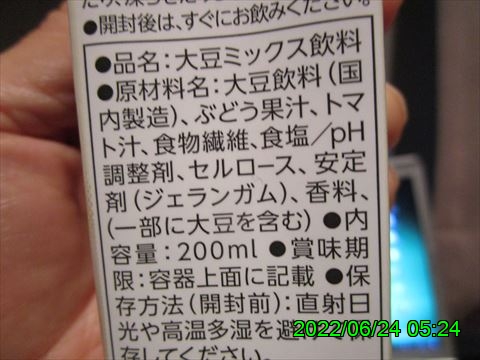 ●開封後は、すぐにお飲みください。
●品名：大豆ミックス飲料
●原材料名：大豆飲料（国
内製造）、ぶどう果汁、トマ
ト汁、食物繊維、食塩／pH
調整剤、セルロース、安定
剤（ジェランガム）、香料、
（一部に大豆を含む）●内
容量：200ml ●賞味期
限：容器上面に記載 ●保
存方法（開封前）：直射日
光や高温多湿を避けて保
存してください。
2022/06/24 05:24